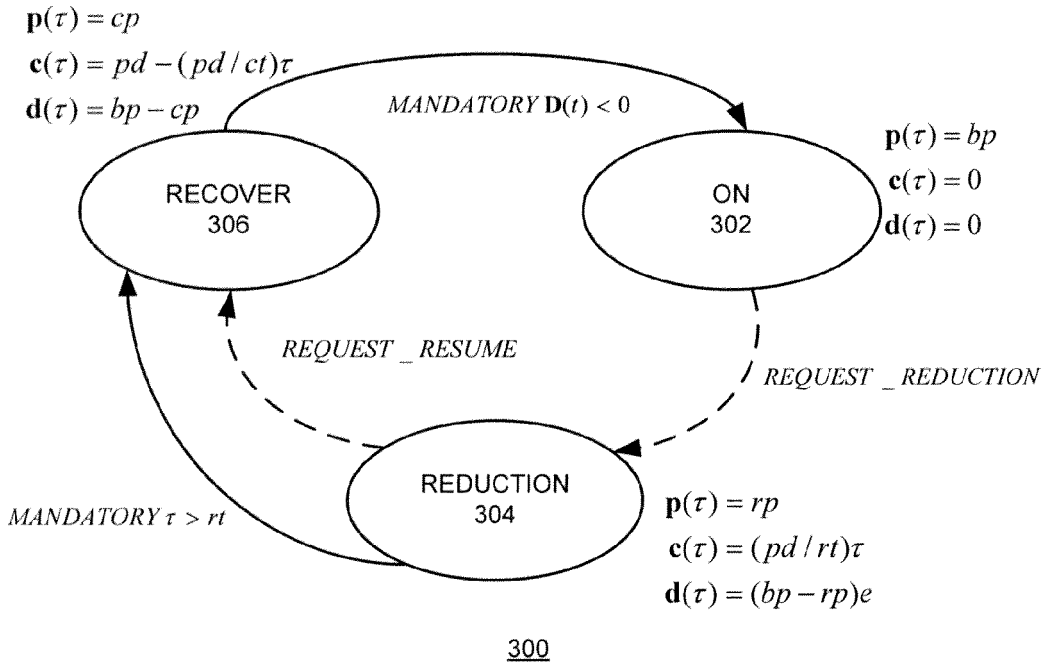 p(τ) = cp
c(τ) = pd − (pd / ct)τ
d(τ) = bp − cp
MANDATORY D(t) < 0
RECOVER
306
ON
302
p(τ) = bp
c(τ) = 0
d(τ) = 0
REQUEST _ RESUME
REQUEST _ REDUCTION
MANDATORY τ > rt
REDUCTION
304
p(τ) = rp
c(τ) = (pd / rt)τ
d(τ) = (bp − rp)e
300